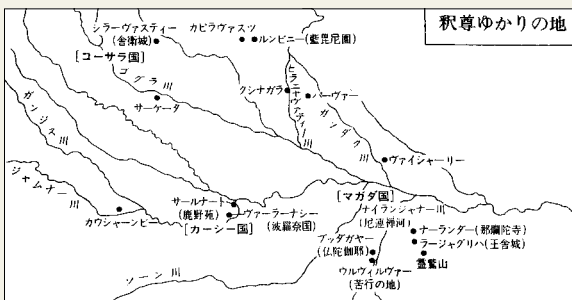 釈尊ゆかりの地
シラーヴァスティー
(舎衛城)
カピラヴァスツ
ルンビニー(藍毘尼園)
[コーサラ国]
ゴグラ川
サーケータ
クシナガラ
ヒラニヤヴァティー川
パーヴァー
ガンダク川
ガンジス川
ジャムナー川
ヴァイシャーリー
カウシャーンビー
サールナート
(鹿野苑)
ヴァーラーナシー
(波羅奈国)
[カーシー国]
[マガダ国]
ナイランジャナー川
(尼連禅河)
ナーランダー(那爛陀寺)
ラージャグリハ(王舎城)
霊鷲山
ブッダガヤー
(仏陀伽耶)
ウルヴィルヴァー
(苦行の地)
ソーン川